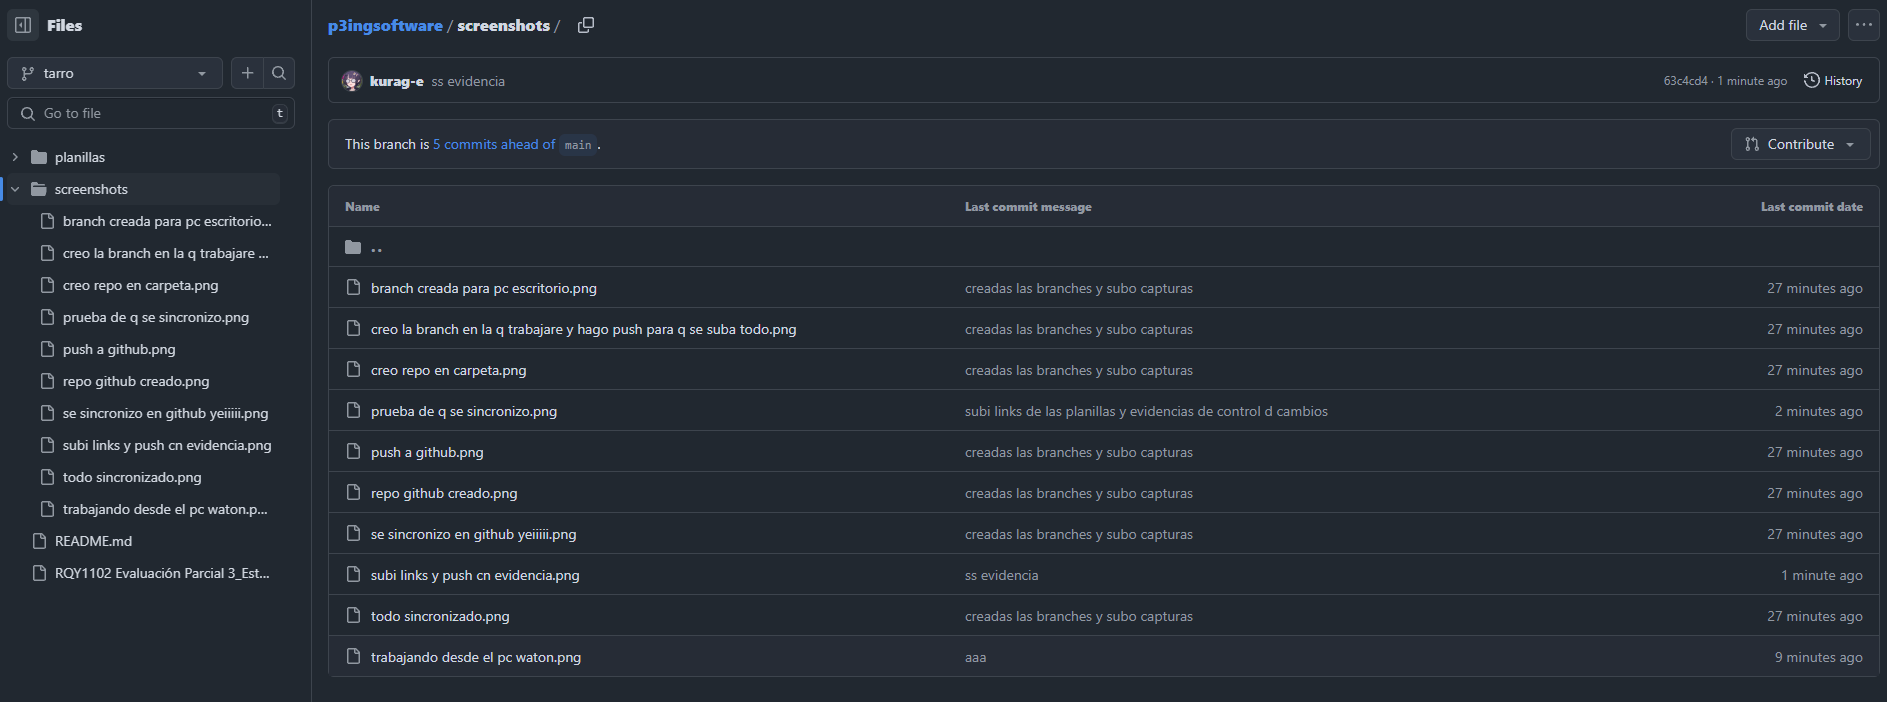 Files
tarro
Go to file
t
planillas
screenshots
branch creada para pc escritorio...
creo la branch en la q trabajare ...
creo repo en carpeta.png
prueba de q se sincronizo.png
push a github.png
repo github creado.png
se sincronizo en github yeiiiii.png
subi links y push cn evidencia.png
todo sincronizado.png
trabajando desde el pc waton.p...
README.md
RQY1102 Evaluación Parcial 3_Est...
p3ingsoftware / screenshots /
Add file
kurag-e ss evidencia
63c4cd4 · 1 minute ago
History
This branch is 5 commits ahead of main .
Contribute
Name Last commit message Last commit date
..
branch creada para pc escritorio.png creadas las branches y subo capturas 27 minutes ago
creo la branch en la q trabajare y hago push para q se suba todo.png creadas las branches y subo capturas 27 minutes ago
creo repo en carpeta.png creadas las branches y subo capturas 27 minutes ago
prueba de q se sincronizo.png subi links de las planillas y evidencias de control d cambios 2 minutes ago
push a github.png creadas las branches y subo capturas 27 minutes ago
repo github creado.png creadas las branches y subo capturas 27 minutes ago
se sincronizo en github yeiiiii.png creadas las branches y subo capturas 27 minutes ago
subi links y push cn evidencia.png ss evidencia 1 minute ago
todo sincronizado.png creadas las branches y subo capturas 27 minutes ago
trabajando desde el pc waton.png aaa 9 minutes ago